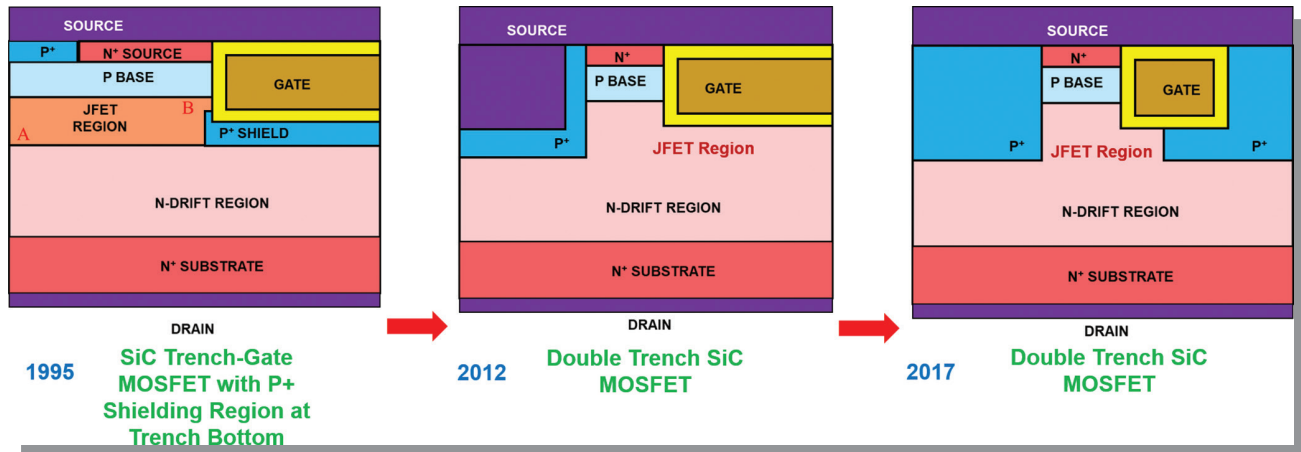 SOURCE
P⁺
N⁺ SOURCE
P BASE
GATE
JFET
REGION
A
B
P⁺ SHIELD
N-DRIFT REGION
N⁺ SUBSTRATE
DRAIN
1995
SiC Trench-Gate
MOSFET with P+
Shielding Region at
Trench Bottom
SOURCE
N⁺
P BASE
GATE
P⁺
JFET Region
N-DRIFT REGION
N⁺ SUBSTRATE
DRAIN
2012
Double Trench SiC
MOSFET
SOURCE
N⁺
P BASE
GATE
P⁺
JFET Region
P⁺
N-DRIFT REGION
N⁺ SUBSTRATE
DRAIN
2017
Double Trench SiC
MOSFET